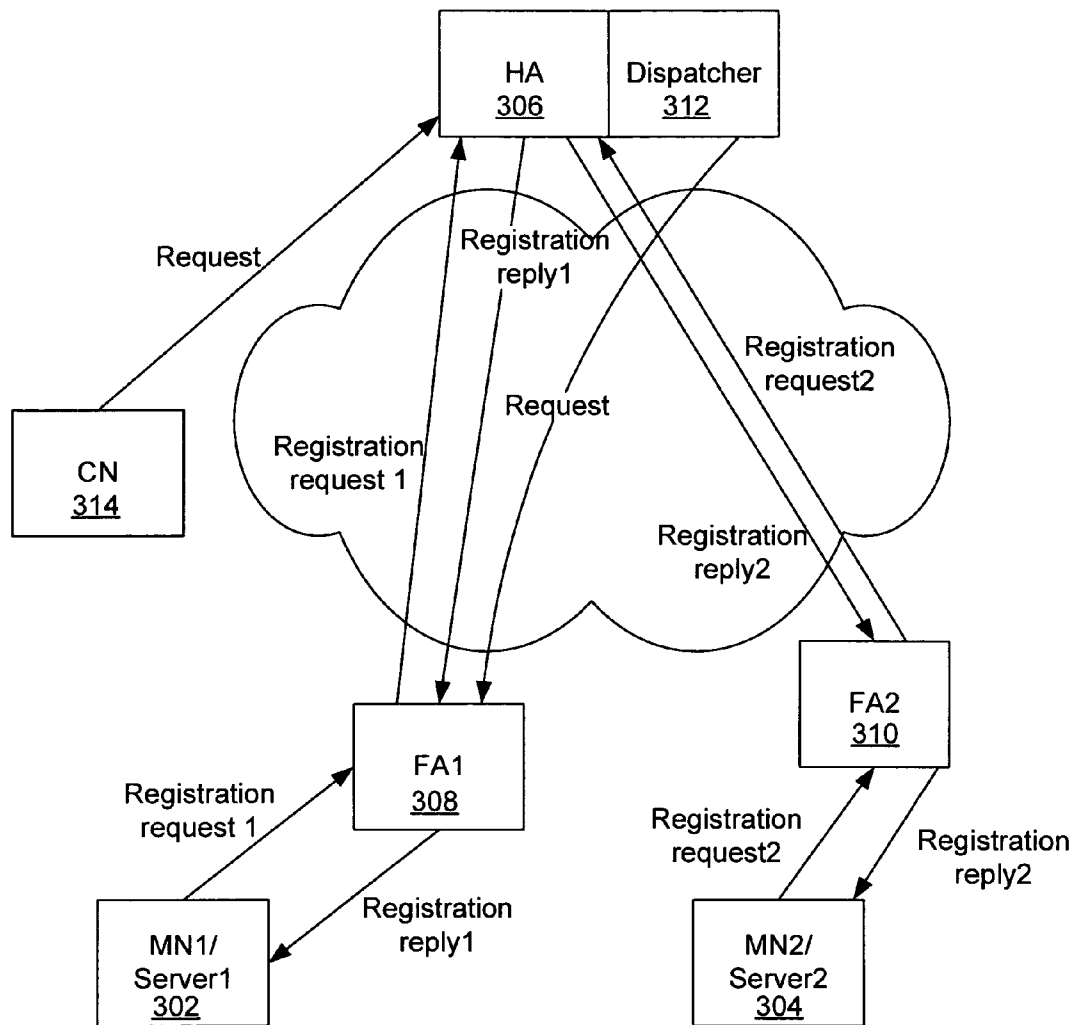 HA
306
Dispatcher
312
Request
Registration
reply1
Registration
request2
Request
CN
314
Registration
request 1
Registration
reply2
FA2
310
FA1
308
Registration
request 1
Registration
request2
Registration
reply2
Registration
reply1
MN1/
Server1
302
MN2/
Server2
304